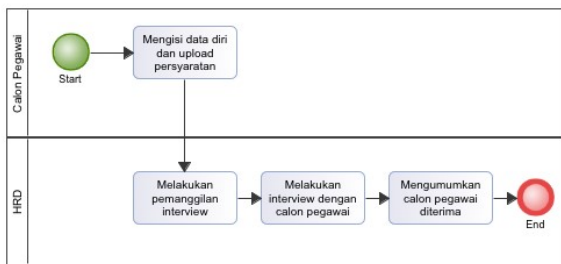 Calon Pegawai
Start
Mengisi data diri
dan upload
persyaratan
HRD
Melakukan
pemanggilan
interview
Melakukan
interview dengan
calon pegawai
Mengumumkan
calon pegawai
diterima
End